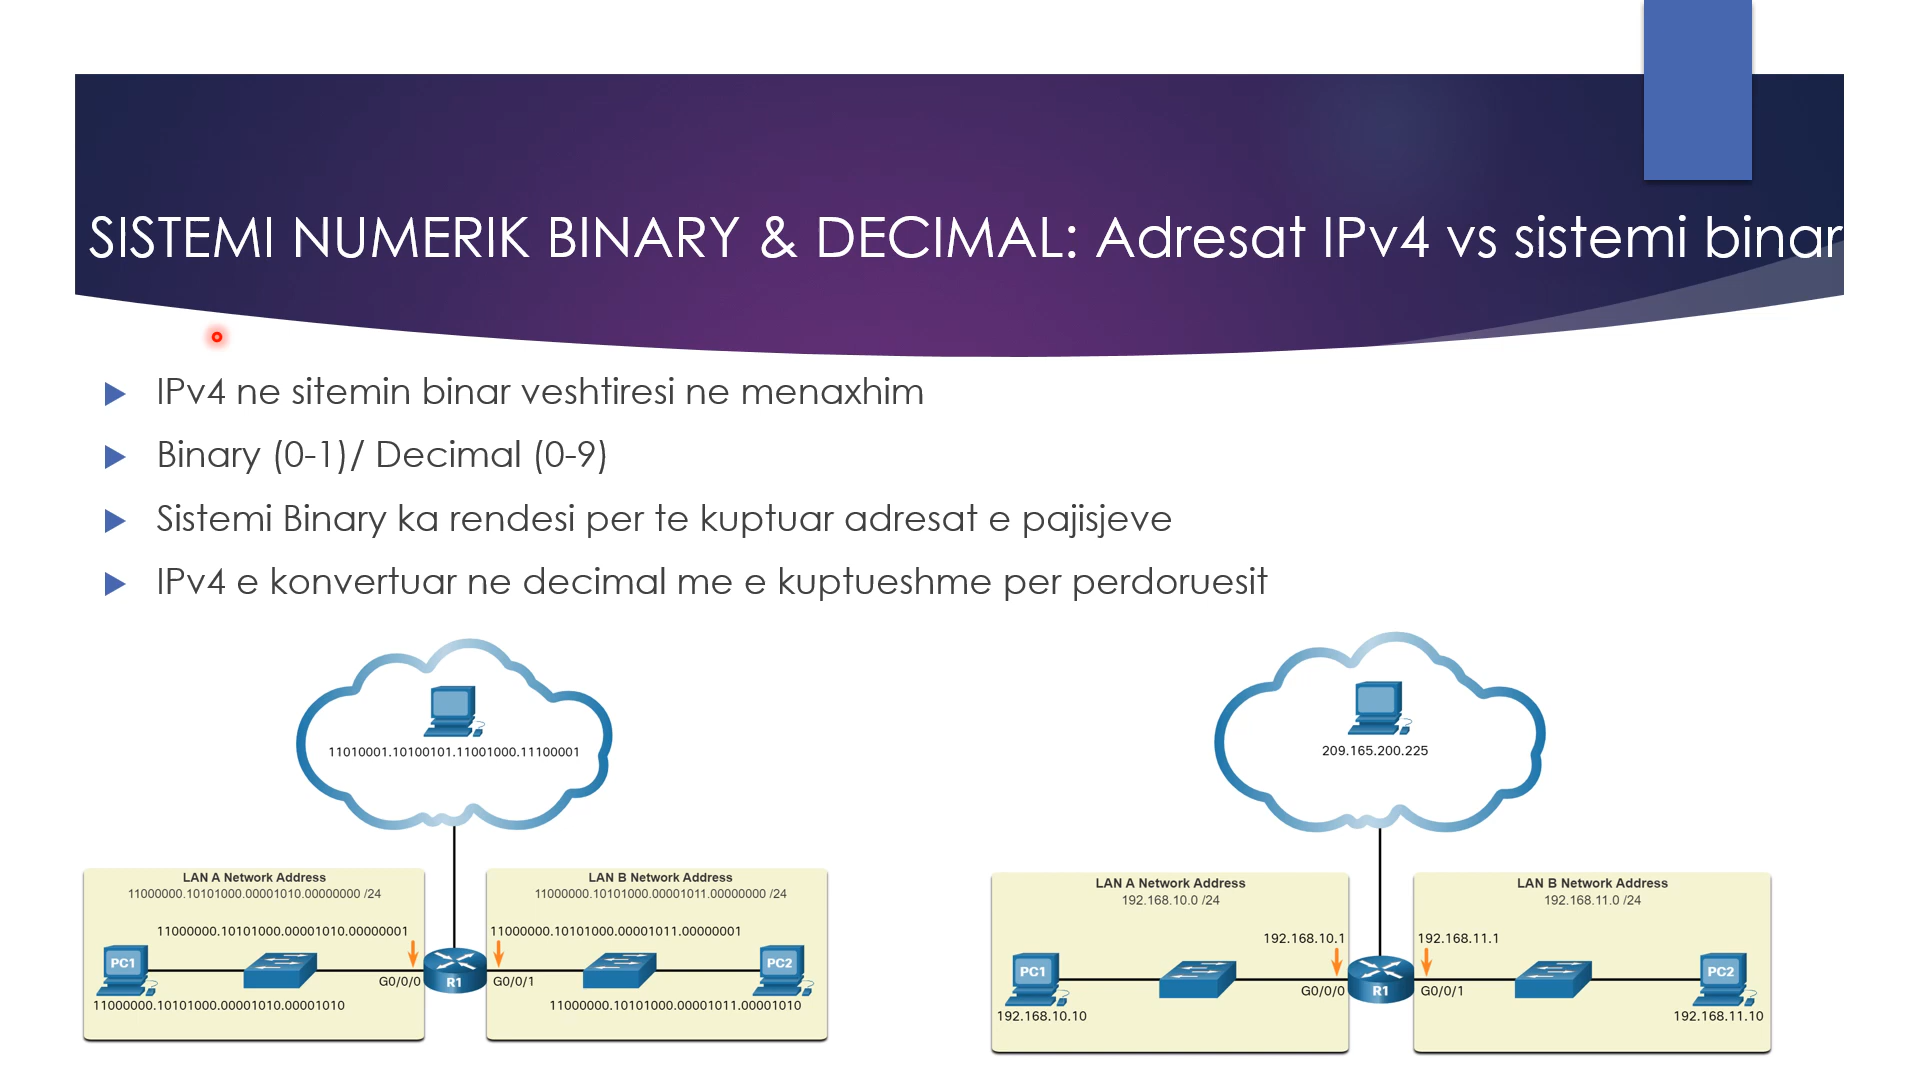 SISTEMI NUMERIK BINARY & DECIMAL: Adresat IPv4 vs sistemi binar
IPv4 ne sitemin binar veshtiresi ne menaxhim
Binary (0-1)/ Decimal (0-9)
Sistemi Binary ka rendesi per te kuptuar adresat e pajisjeve
IPv4 e konvertuar ne decimal me e kuptueshme per perdoruesit
11010001.10100101.11001000.11100001
LAN A Network Address
11000000.10101000.00001010.00000000 /24
11000000.10101000.00001010.00000001
PC1
G0/0/0
11000000.10101000.00001010.00001010
R1
LAN B Network Address
11000000.10101000.00001011.00000000 /24
11000000.10101000.00001011.00000001
G0/0/1
PC2
11000000.10101000.00001011.00001010
209.165.200.225
LAN A Network Address
192.168.10.0 /24
192.168.10.1
PC1
G0/0/0
192.168.10.10
R1
LAN B Network Address
192.168.11.0 /24
192.168.11.1
G0/0/1
PC2
192.168.11.10